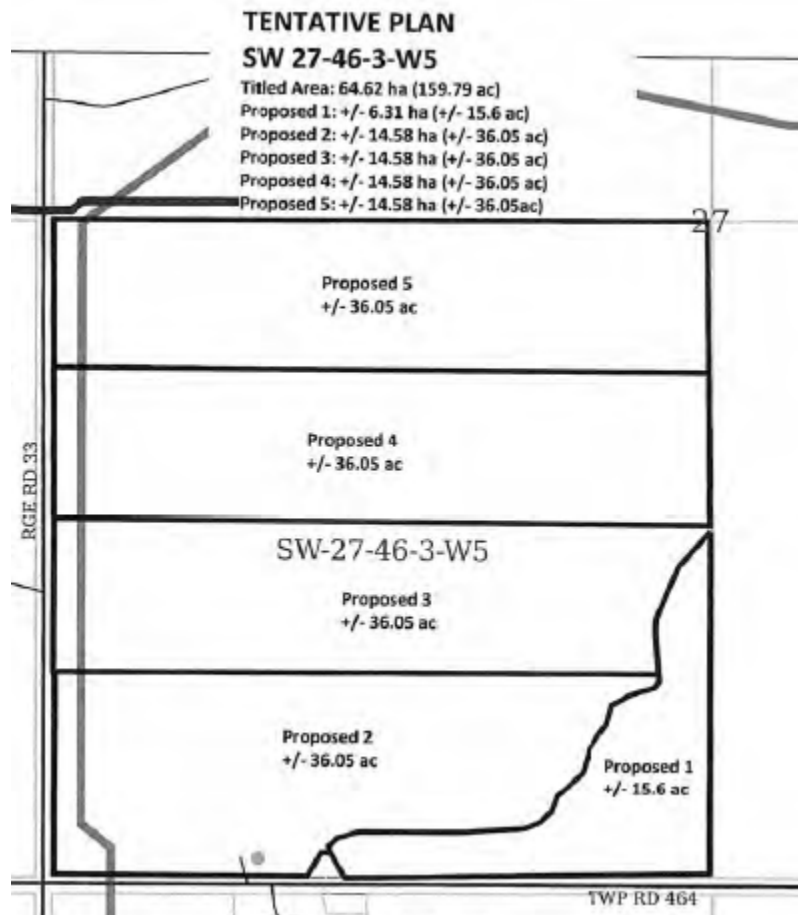 TENTATIVE PLAN
SW 27-46-3-W5
Titled Area: 64.62 ha (159.79 ac)
Proposed 1: +/- 6.31 ha (+/- 15.6 ac)
Proposed 2: +/- 14.58 ha (+/- 36.05 ac)
Proposed 3: +/- 14.58 ha (+/- 36.05 ac)
Proposed 4: +/- 14.58 ha (+/- 36.05 ac)
Proposed 5: +/- 14.58 ha (+/- 36.05ac)
27
Proposed 5
+/- 36.05 ac
Proposed 4
+/- 36.05 ac
RGE RD 33
SW-27-46-3-W5
Proposed 3
+/- 36.05 ac
Proposed 2
+/- 36.05 ac
Proposed 1
+/- 15.6 ac
TWP RD 464